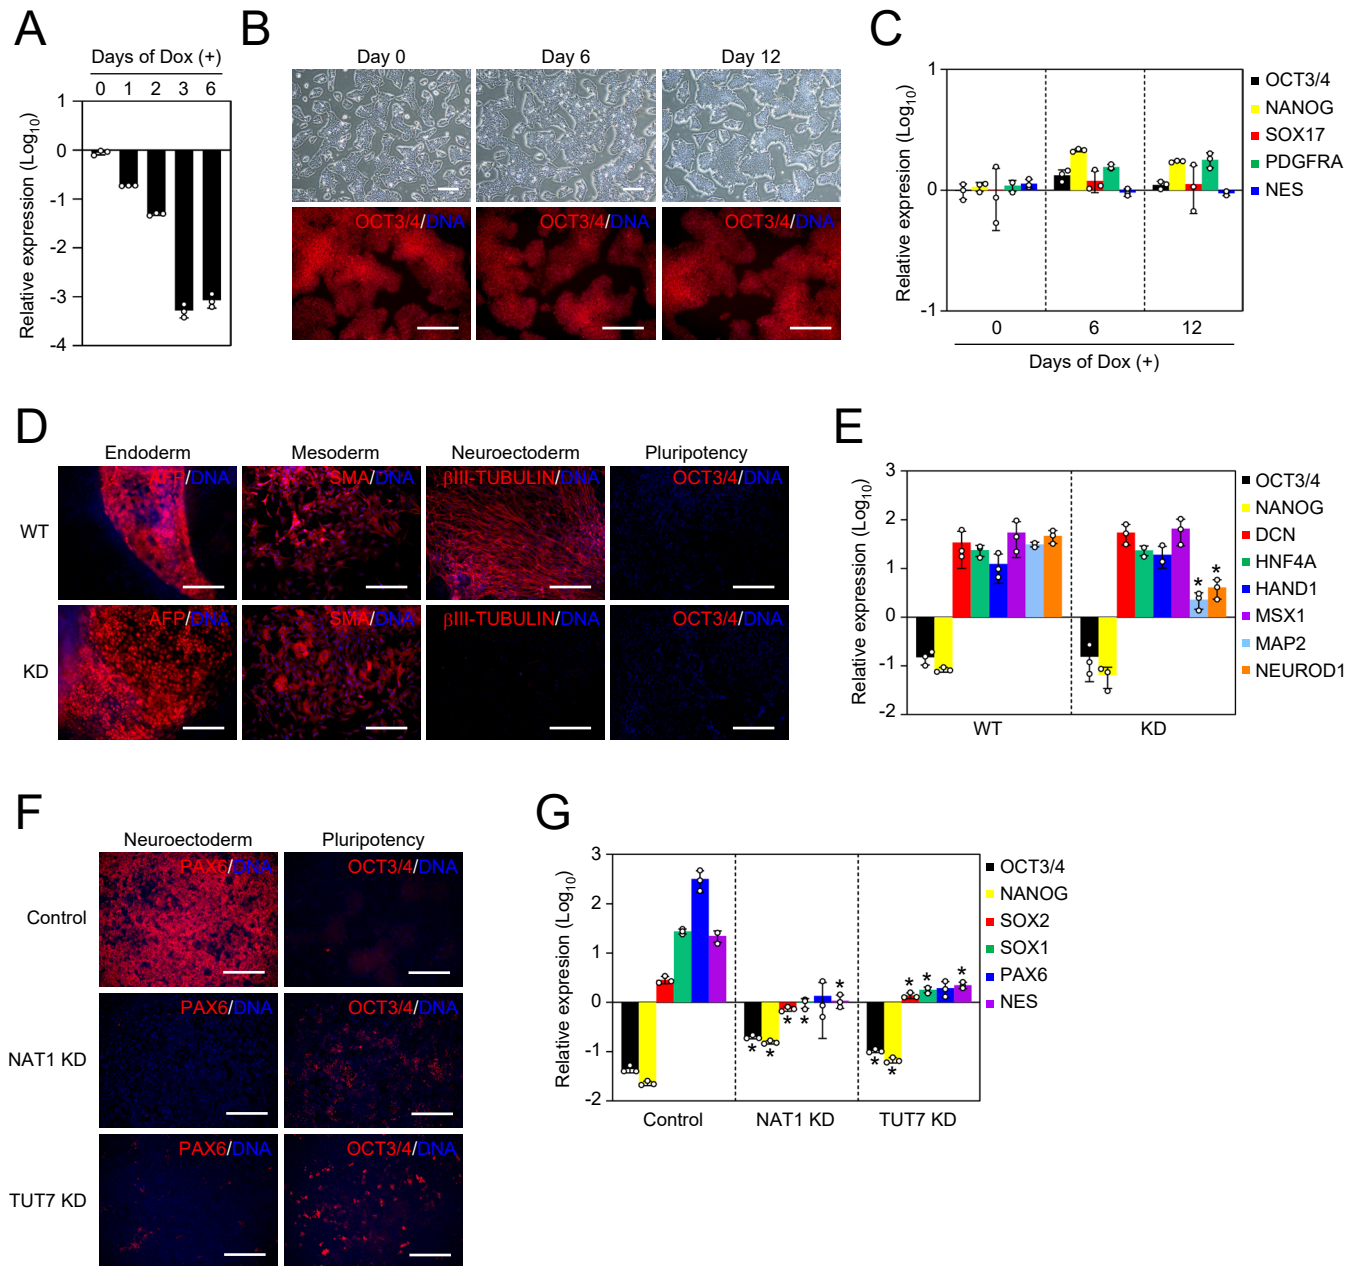 A
Days of Dox (+)
0 1 2 3 6
Relative expression (Log10)
1
0
-1
-2
-3
-4
B
Day 0
Day 6
Day 12
OCT3/4/DNA
OCT3/4/DNA
OCT3/4/DNA
C
Relative expression (Log10)
1
0
-1
0 6 12
Days of Dox (+)
OCT3/4
NANOG
SOX17
PDGFRA
NES
D
Endoderm
Mesoderm
Neuroectoderm
Pluripotency
WT
AFP/DNA
SMA/DNA
βIII-TUBULIN/DNA
OCT3/4/DNA
KD
AFP/DNA
SMA/DNA
βIII-TUBULIN/DNA
OCT3/4/DNA
E
Relative expression (Log10)
3
2
1
0
-1
-2
* *
WT KD
OCT3/4
NANOG
DCN
HNF4A
HAND1
MSX1
MAP2
NEUROD1
F
Neuroectoderm
Pluripotency
Control
PAX6/DNA
OCT3/4/DNA
NAT1 KD
PAX6/DNA
OCT3/4/DNA
TUT7 KD
PAX6/DNA
OCT3/4/DNA
G
Relative expression (Log10)
3
2
1
0
-1
-2
* * * * *
* * * * *
Control NAT1 KD TUT7 KD
OCT3/4
NANOG
SOX2
SOX1
PAX6
NES